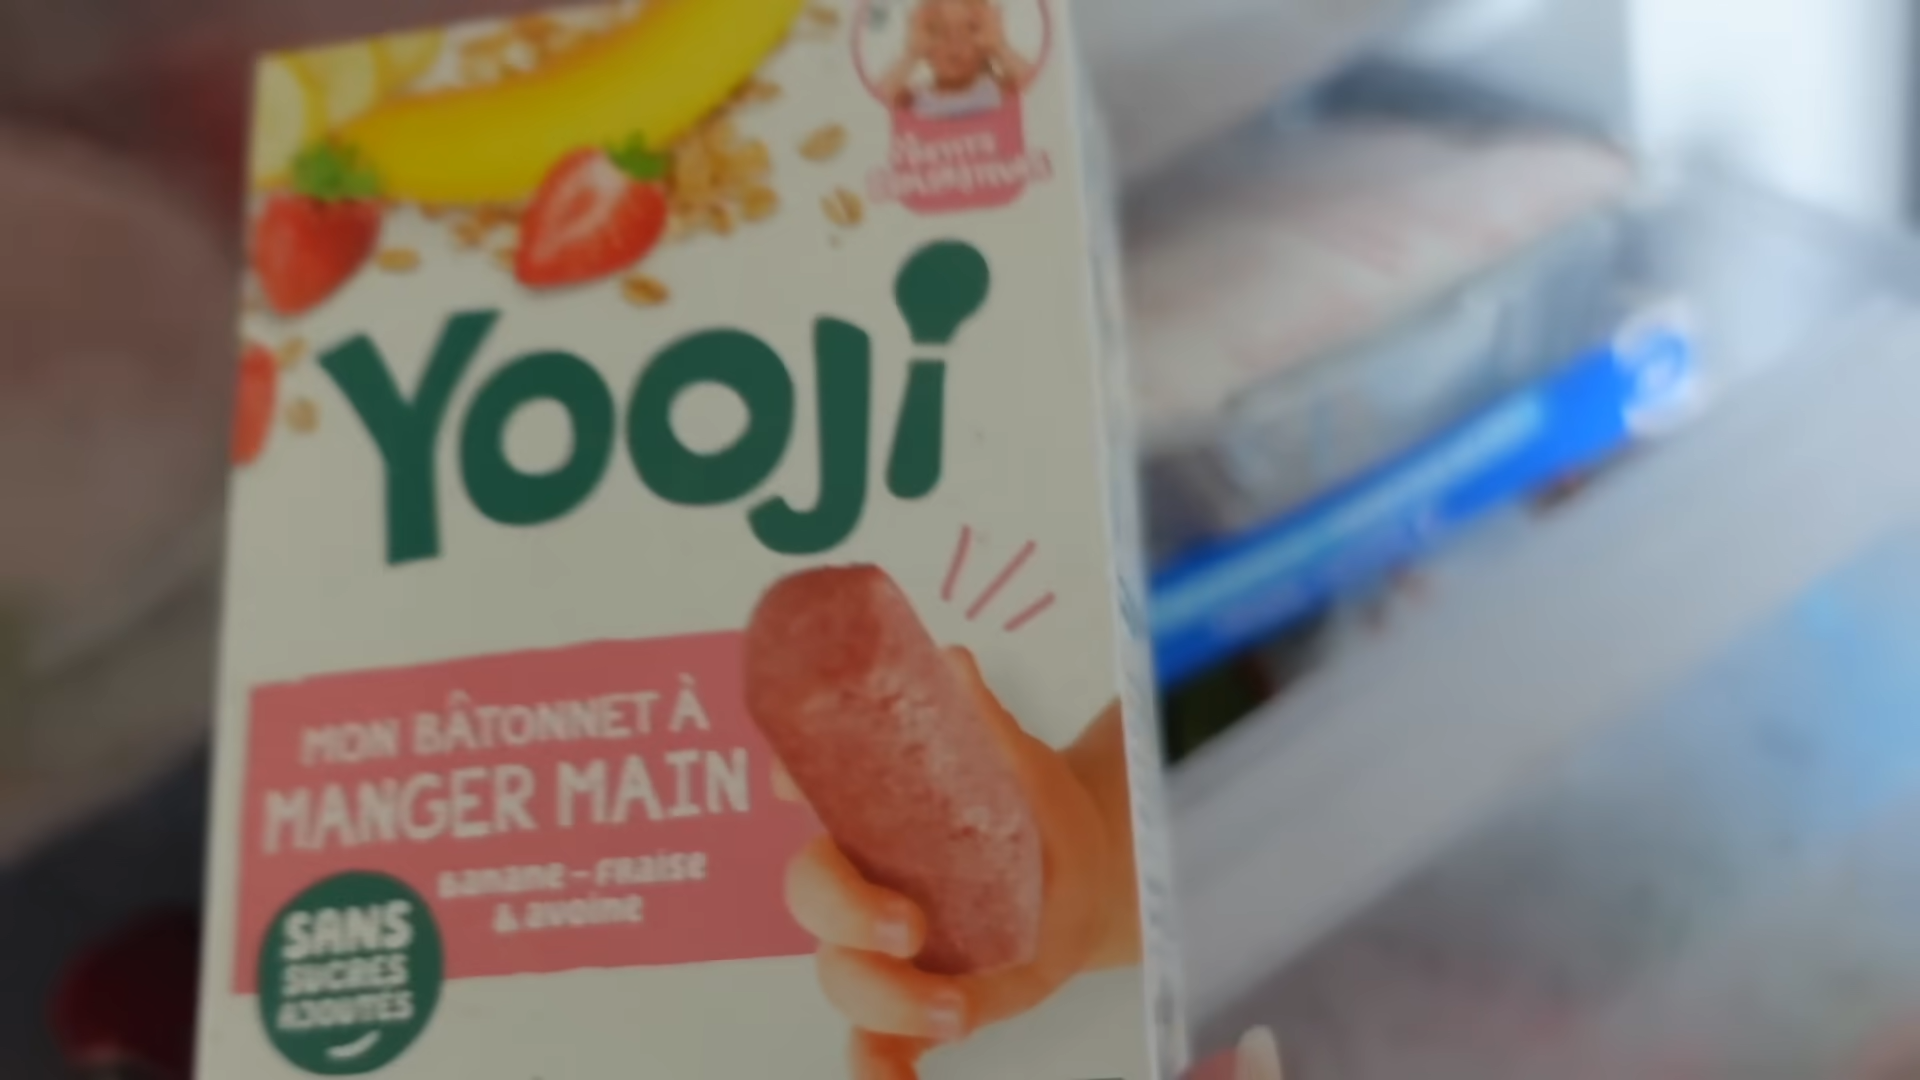 Yooji
MON BÂTONNET À
MANGER MAIN
Banane - Fraise
& avoine
SANS
SUCRES
AJOUTÉS